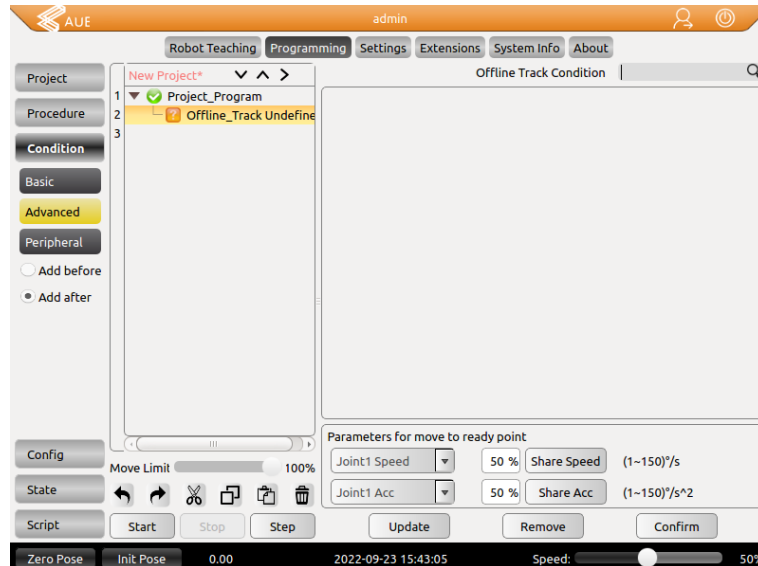 AUE
admin
Robot Teaching Programming Settings Extensions System Info About
Project
New Project*
Offline Track Condition
1 Project_Program
Procedure
2 Offline_Track Undefine
3
Condition
Basic
Advanced
Peripheral
Add before
Add after
Parameters for move to ready point
Config
Joint1 Speed 50 % Share Speed (1~150)°/s
Move Limit 100%
State
Joint1 Acc 50 % Share Acc (1~150)°/s^2
Script
Start Stop Step Update Remove Confirm
Zero Pose Init Pose 0.00 2022-09-23 15:43:05 Speed: 50%